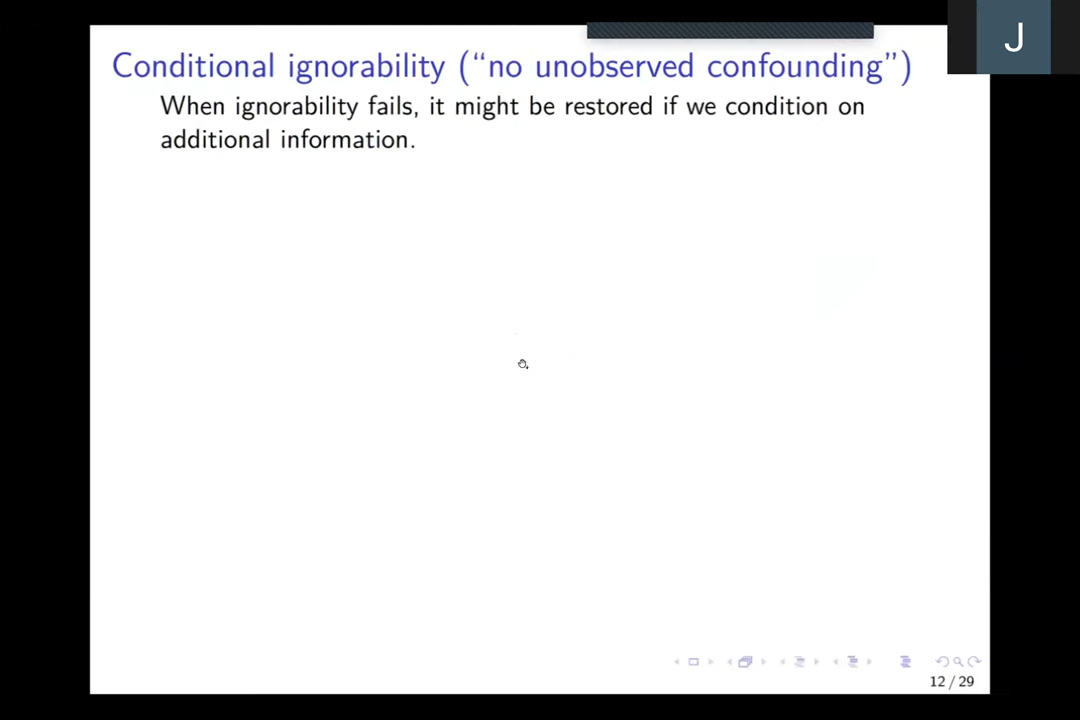 J
Conditional ignorability (“no unobserved confounding”)
When ignorability fails, it might be restored if we condition on
additional information.
12 / 29